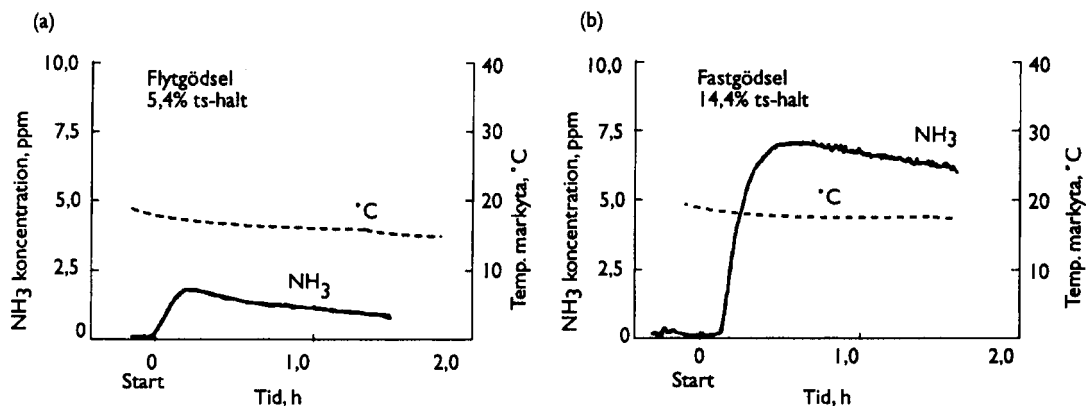 (a)
10,0
7,5
5,0
2,5
0
NH3 koncentration, ppm
Flytgödsel
5,4% ts-halt
°C
NH3
40
30
20
10
Temp. markyta, °C
0
1,0
2,0
Start
Tid, h
(b)
10,0
7,5
5,0
2,5
0
NH3 koncentration, ppm
Fastgödsel
14,4% ts-halt
NH3
°C
40
30
20
10
Temp. markyta, °C
0
1,0
2,0
Start
Tid, h